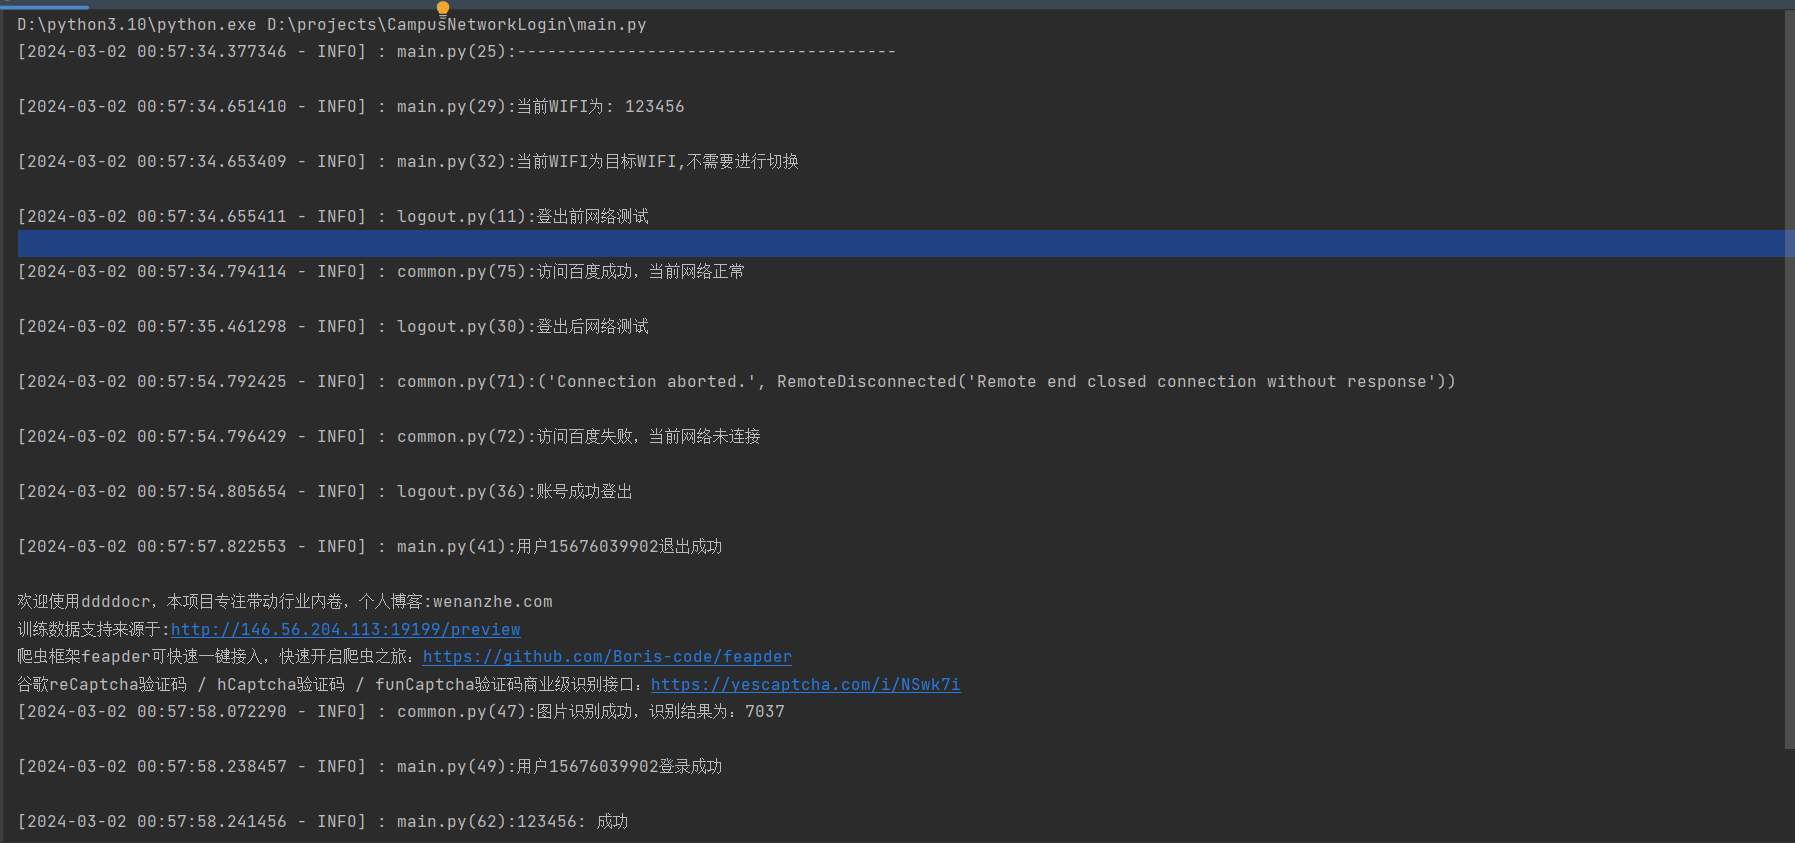 D:\python3.10\python.exe D:\projects\CampusNetworkLogin\main.py
[2024-03-02 00:57:34.377346 - INFO] : main.py(25):--------------------------------------
[2024-03-02 00:57:34.651410 - INFO] : main.py(29):当前WIFI为: 123456
[2024-03-02 00:57:34.653409 - INFO] : main.py(32):当前WIFI为目标WIFI,不需要进行切换
[2024-03-02 00:57:34.655411 - INFO] : logout.py(11):登出前网络测试
[2024-03-02 00:57:34.794114 - INFO] : common.py(75):访问百度成功，当前网络正常
[2024-03-02 00:57:35.461298 - INFO] : logout.py(30):登出后网络测试
[2024-03-02 00:57:54.792425 - INFO] : common.py(71):('Connection aborted.', RemoteDisconnected('Remote end closed connection without response'))
[2024-03-02 00:57:54.796429 - INFO] : common.py(72):访问百度失败，当前网络未连接
[2024-03-02 00:57:54.805654 - INFO] : logout.py(36):账号成功登出
[2024-03-02 00:57:57.822553 - INFO] : main.py(41):用户15676039902退出成功
欢迎使用ddddocr，本项目专注带动行业内卷，个人博客:wenanzhe.com
训练数据支持来源于:http://146.56.204.113:19199/preview
爬虫框架feapder可快速一键接入，快速开启爬虫之旅：https://github.com/Boris-code/feapder
谷歌reCaptcha验证码 / hCaptcha验证码 / funCaptcha验证码商业级识别接口：https://yescaptcha.com/i/NSwk7i
[2024-03-02 00:57:58.072290 - INFO] : common.py(47):图片识别成功，识别结果为：7037
[2024-03-02 00:57:58.238457 - INFO] : main.py(49):用户15676039902登录成功
[2024-03-02 00:57:58.241456 - INFO] : main.py(62):123456: 成功